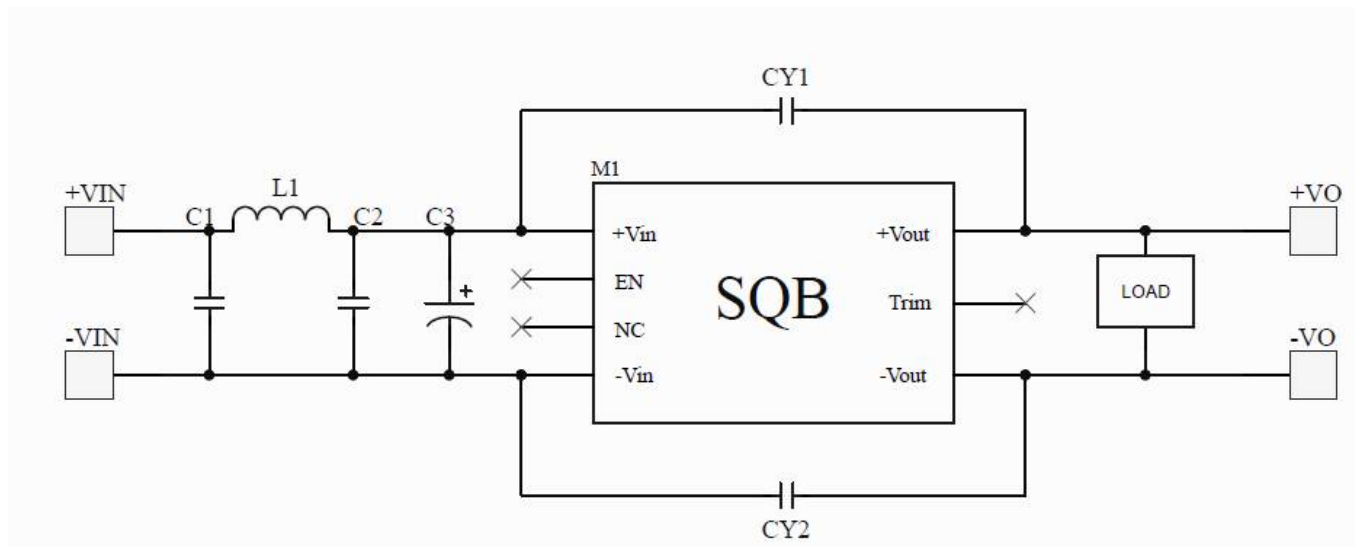 CY1
M1
+VIN
C1
L1
C2
C3
+Vin
+Vout
+VO
EN
SQB
Trim
LOAD
NC
-VIN
-Vin
-Vout
-VO
CY2